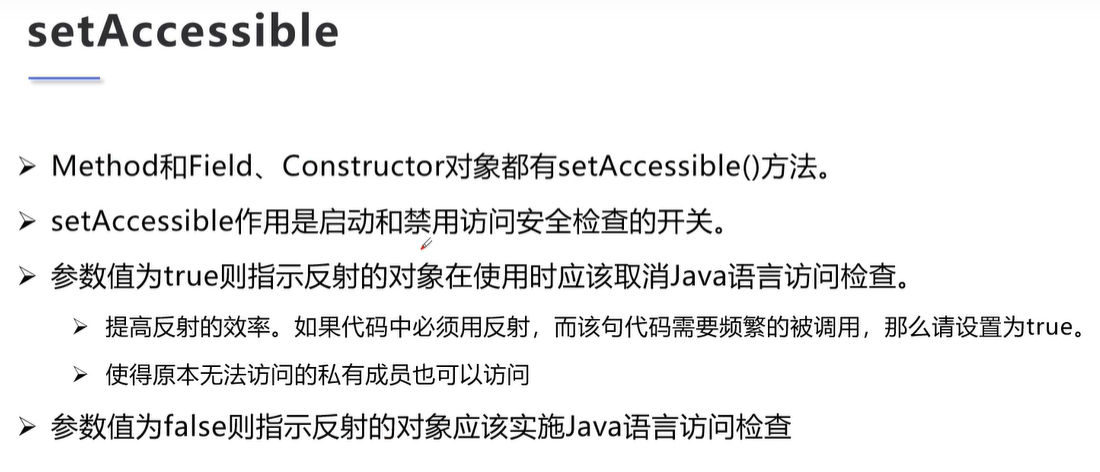 setAccessible
Method和Field、Constructor对象都有setAccessible()方法。
setAccessible作用是启动和禁用访问安全检查的开关。
参数值为true则指示反射的对象在使用时应该取消Java语言访问检查。
提高反射的效率。如果代码中必须用反射，而该句代码需要频繁的被调用，那么请设置为true。
使得原本无法访问的私有成员也可以访问
参数值为false则指示反射的对象应该实施Java语言访问检查